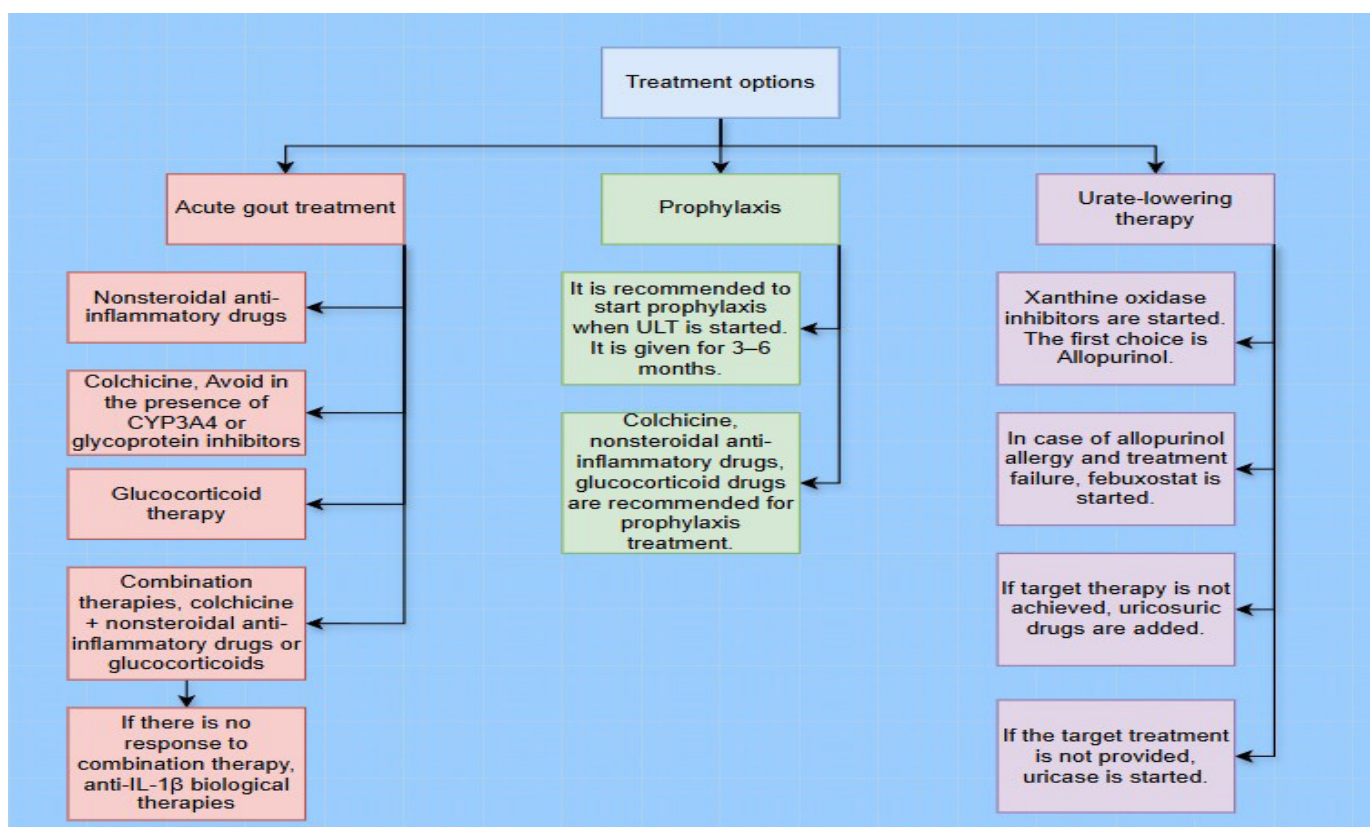 Treatment options
Acute gout treatment
Nonsteroidal anti-
inflammatory drugs
Colchicine, Avoid in
the presence of
CYP3A4 or
glycoprotein inhibitors
Glucocorticoid
therapy
Combination
therapies, colchicine
+ nonsteroidal anti-
inflammatory drugs or
glucocorticoids
If there is no
response to
combination therapy,
anti-IL-1β biological
therapies
Prophylaxis
It is recommended to
start prophylaxis
when ULT is started.
It is given for 3–6
months.
Colchicine,
nonsteroidal anti-
inflammatory drugs,
glucocorticoid drugs
are recommended for
prophylaxis
treatment.
Urate-lowering
therapy
Xanthine oxidase
inhibitors are started.
The first choice is
Allopurinol.
In case of allopurinol
allergy and treatment
failure, febuxostat is
started.
If target therapy is not
achieved, uricosuric
drugs are added.
If the target treatment
is not provided,
uricase is started.